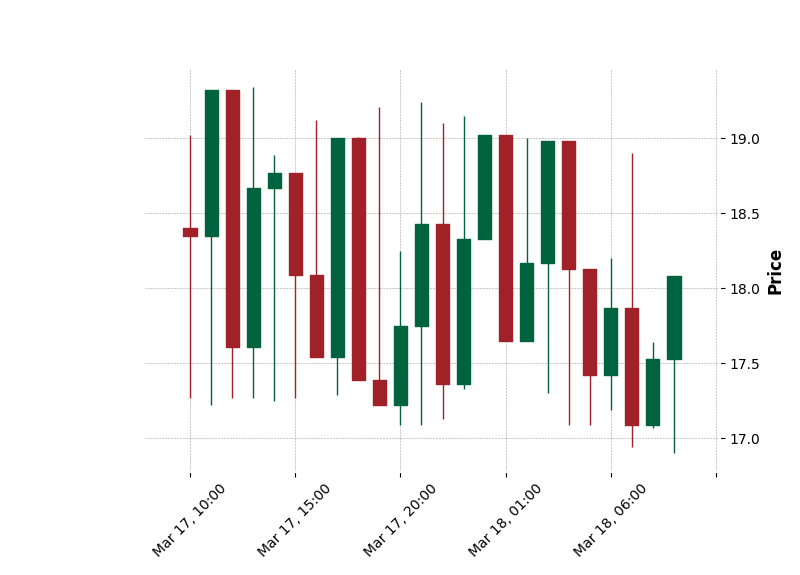 19.0
18.5
18.0
17.5
17.0
Price
Mar 17, 10:00
Mar 17, 15:00
Mar 17, 20:00
Mar 18, 01:00
Mar 18, 06:00